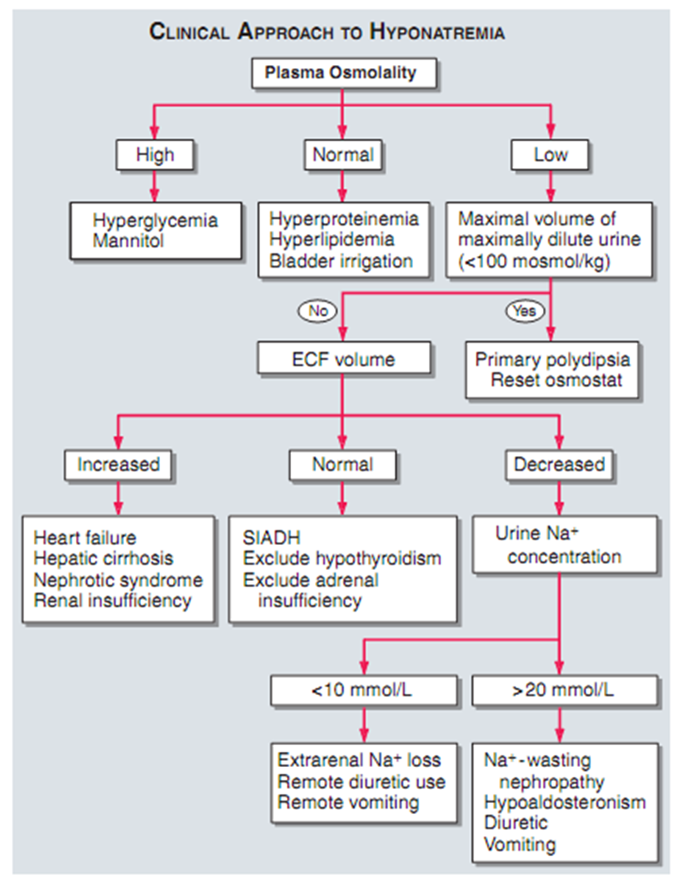 CLINICAL APPROACH TO HYPONATREMIA
Plasma Osmolality
High
Normal
Low
Hyperglycemia
Mannitol
Hyperproteinemia
Hyperlipidemia
Bladder irrigation
Maximal volume of
maximally dilute urine
(<100 mosmol/kg)
No
Yes
ECF volume
Primary polydipsia
Reset osmostat
Increased
Normal
Decreased
Heart failure
Hepatic cirrhosis
Nephrotic syndrome
Renal insufficiency
SIADH
Exclude hypothyroidism
Exclude adrenal
insufficiency
Urine Na⁺
concentration
<10 mmol/L
>20 mmol/L
Extrarenal Na⁺ loss
Remote diuretic use
Remote vomiting
Na⁺-wasting
nephropathy
Hypoaldosteronism
Diuretic
Vomiting